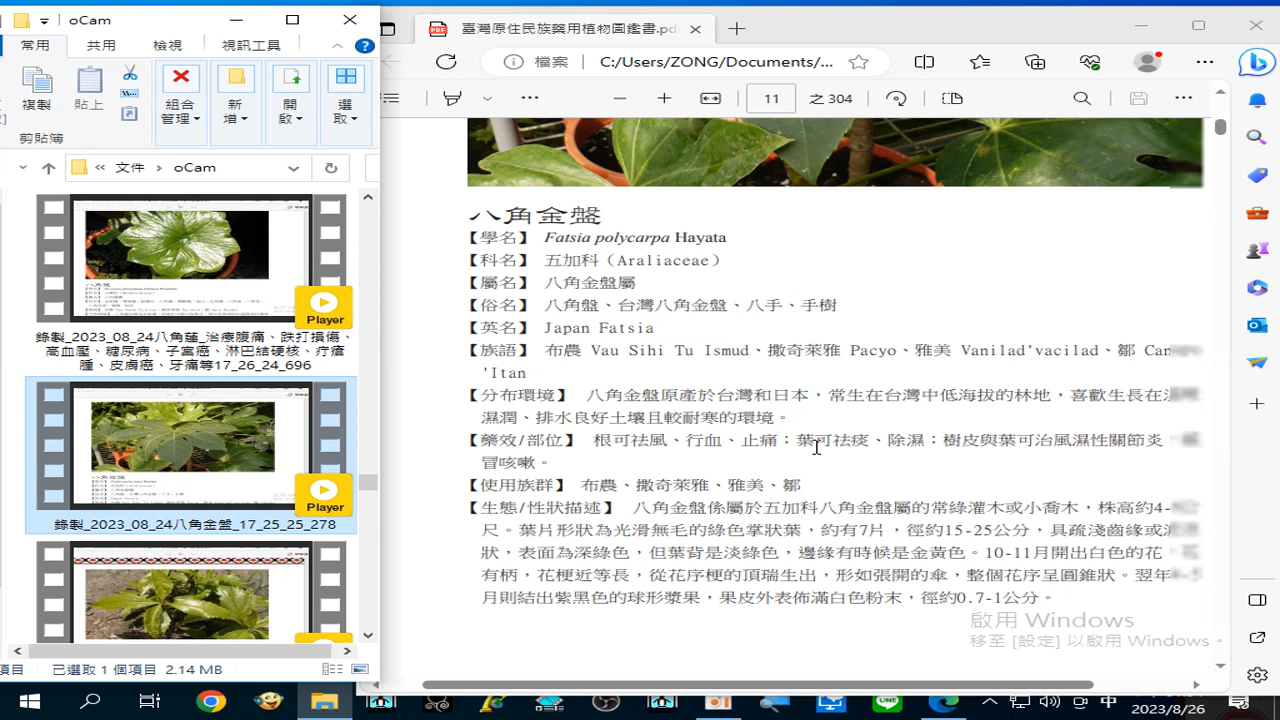 oCam
常用 共用 檢視 視訊工具
複製 貼上 組合管理 新增 開啟 選取
剪貼簿
文件 oCam
Player
錄製_2023_08_24八角蓮_治療腹痛、跌打損傷、
高血壓、糖尿病、子宮癌、淋巴結硬核、疔瘡
腫、皮膚癌、牙痛等17_26_24_696
Player
錄製_2023_08_24八角金盤_17_25_25_278
項目 已選取 1 個項目 2.14 MB
臺灣原住民族藥用植物圖鑑書.pd
檔案 C:/Users/ZONG/Documents/...
11 之 304
八角金盤
【學名】 Fatsia polycarpa Hayata
【科名】 五加科（Araliaceae）
【屬名】 八角金盤屬
【俗名】 八角盤、台灣八角金盤、八手、手樹
【英名】 Japan Fatsia
【族語】 布農 Vau Sihi Tu Ismud、撒奇萊雅 Pacyo、雅美 Vanilad'vacilad、鄒
'Itan
【分布環境】 八角金盤原產於台灣和日本，常生在台灣中低海拔的林地，喜歡生長在
濕潤、排水良好土壤且較耐寒的環境。
【藥效/部位】 根可祛風、行血、止痛；葉可祛痰、除濕；樹皮與葉可治風濕性關節炎
冒咳嗽。
【使用族群】 布農、撒奇萊雅、雅美、鄒
【生態/性狀描述】 八角金盤係屬於五加科八角金盤屬的常綠灌木或小喬木，株高約4-
尺。葉片形狀為光滑無毛的綠色掌狀葉，約有7片，徑約15-25公分，具疏淺齒緣或
狀，表面為深綠色，但葉背是淡綠色，邊緣有時候是金黃色。10-11月開出白色的花
有柄，花梗近等長，從花序梗的頂瑞生出，形如張開的傘，整個花序呈圓錐狀。翌年
月則結出紫黑色的球形漿果，果皮外表佈滿白色粉末，徑約0.7-1公分。
啟用 Windows
移至 [設定] 以啟用 Windows。
中
2023/8/26